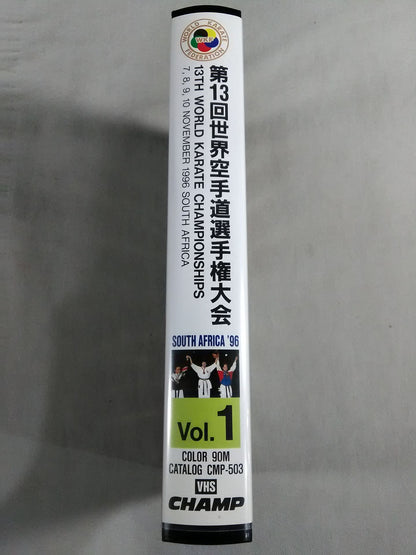 WORLD KARATE FEDERATION
WKF
第13回世界空手道選手権大会
13TH WORLD KARATE CHAMPIONSHIPS
7, 8, 9, 10 NOVEMBER 1996 SOUTH AFRICA
SOUTH AFRICA '96
Vol. 1
COLOR 90M
CATALOG CMP-503
VHS
CHAMP